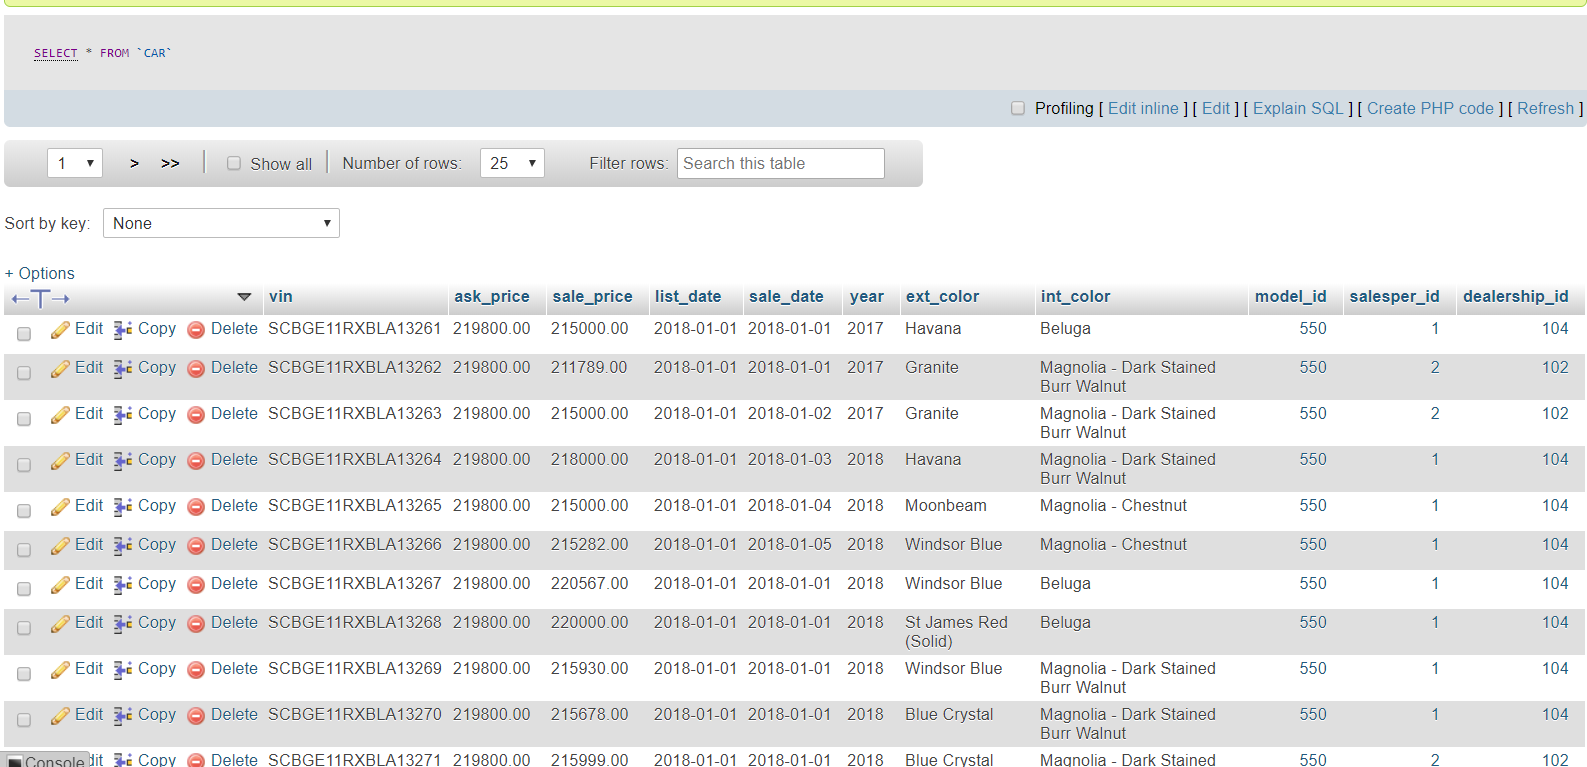 SELECT * FROM `CAR`
Profiling [ Edit inline ] [ Edit ] [ Explain SQL ] [ Create PHP code ] [ Refresh ]
1 > >> Show all Number of rows: 25 Filter rows: Search this table
Sort by key: None
+ Options
←T→ vin ask_price sale_price list_date sale_date year ext_color int_color model_id salesper_id dealership_id
Edit Copy Delete SCBGE11RXBLA13261 219800.00 215000.00 2018-01-01 2018-01-01 2017 Havana Beluga 550 1 104
Edit Copy Delete SCBGE11RXBLA13262 219800.00 211789.00 2018-01-01 2018-01-01 2017 Granite Magnolia - Dark Stained 550 2 102
Burr Walnut
Edit Copy Delete SCBGE11RXBLA13263 219800.00 215000.00 2018-01-01 2018-01-02 2017 Granite Magnolia - Dark Stained 550 2 102
Burr Walnut
Edit Copy Delete SCBGE11RXBLA13264 219800.00 218000.00 2018-01-01 2018-01-03 2018 Havana Magnolia - Dark Stained 550 1 104
Burr Walnut
Edit Copy Delete SCBGE11RXBLA13265 219800.00 215000.00 2018-01-01 2018-01-04 2018 Moonbeam Magnolia - Chestnut 550 1 104
Edit Copy Delete SCBGE11RXBLA13266 219800.00 215282.00 2018-01-01 2018-01-05 2018 Windsor Blue Magnolia - Chestnut 550 1 104
Edit Copy Delete SCBGE11RXBLA13267 219800.00 220567.00 2018-01-01 2018-01-01 2018 Windsor Blue Beluga 550 1 104
Edit Copy Delete SCBGE11RXBLA13268 219800.00 220000.00 2018-01-01 2018-01-01 2018 St James Red Beluga 550 1 104
(Solid)
Edit Copy Delete SCBGE11RXBLA13269 219800.00 215930.00 2018-01-01 2018-01-01 2018 Windsor Blue Magnolia - Dark Stained 550 1 104
Burr Walnut
Edit Copy Delete SCBGE11RXBLA13270 219800.00 215678.00 2018-01-01 2018-01-01 2018 Blue Crystal Magnolia - Dark Stained 550 1 104
Burr Walnut
Console dit Copy Delete SCBGE11RXBLA13271 219800.00 215999.00 2018-01-01 2018-01-01 2018 Blue Crystal Magnolia - Dark Stained 550 2 102